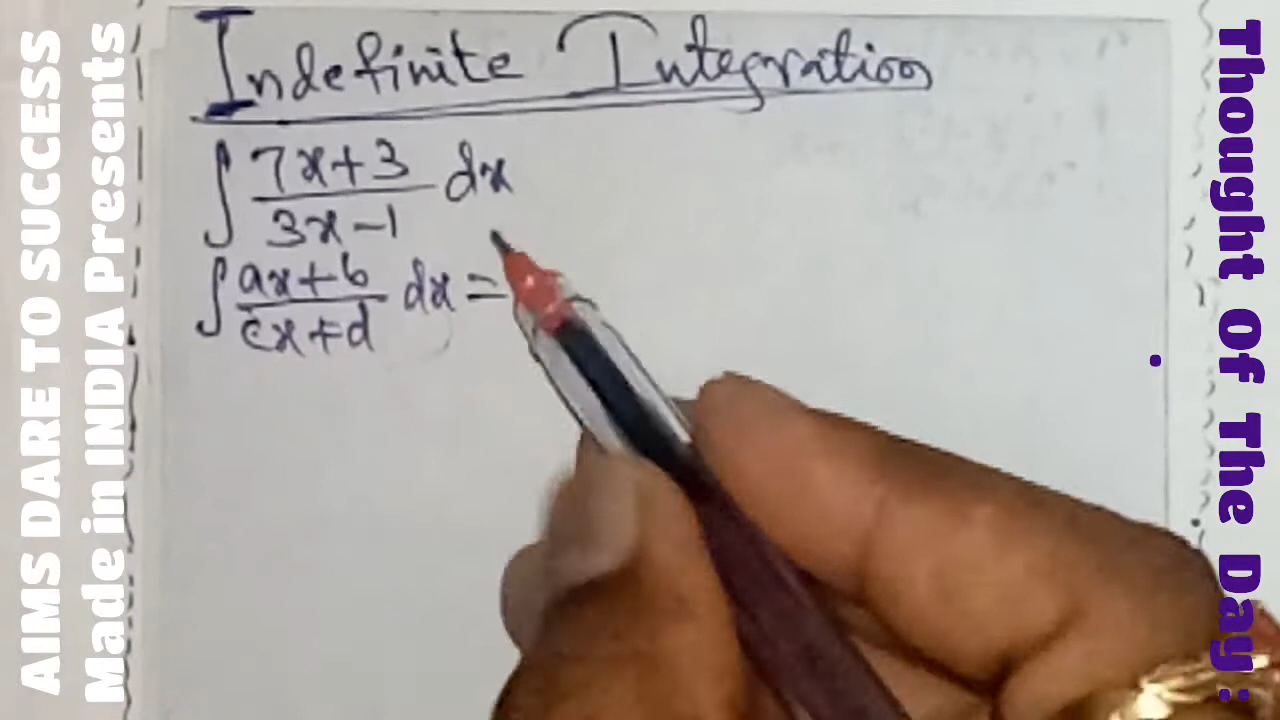 AIMS DARE TO SUCCESS
Made in INDIA Presents
Indefinite Integration
∫ 7x+3 / 3x-1 dx
∫ ax+b / cx+d dx =
Thought Of The Day: